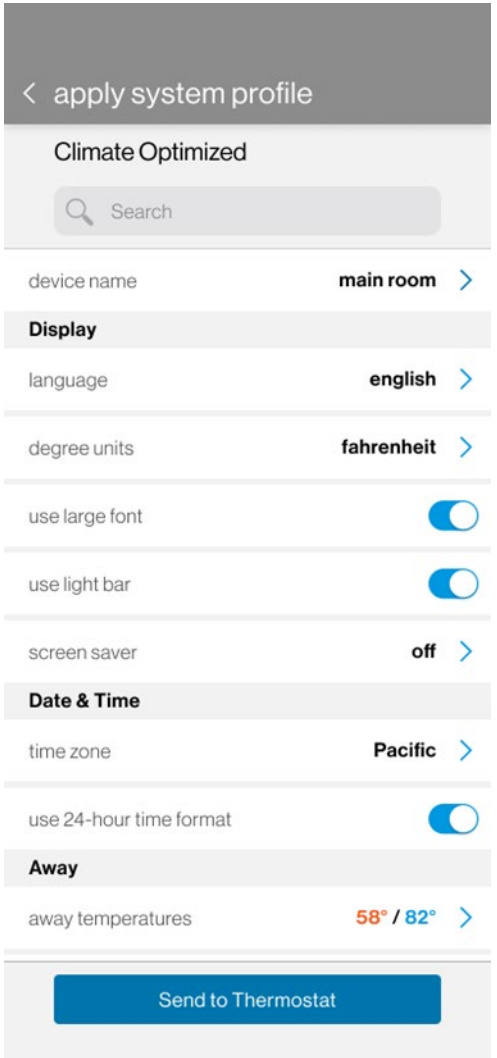 apply system profile
Climate Optimized
Search
device name main room
Display
language english
degree units fahrenheit
use large font
use light bar
screen saver off
Date & Time
time zone Pacific
use 24-hour time format
Away
away temperatures 58° / 82°
Send to Thermostat